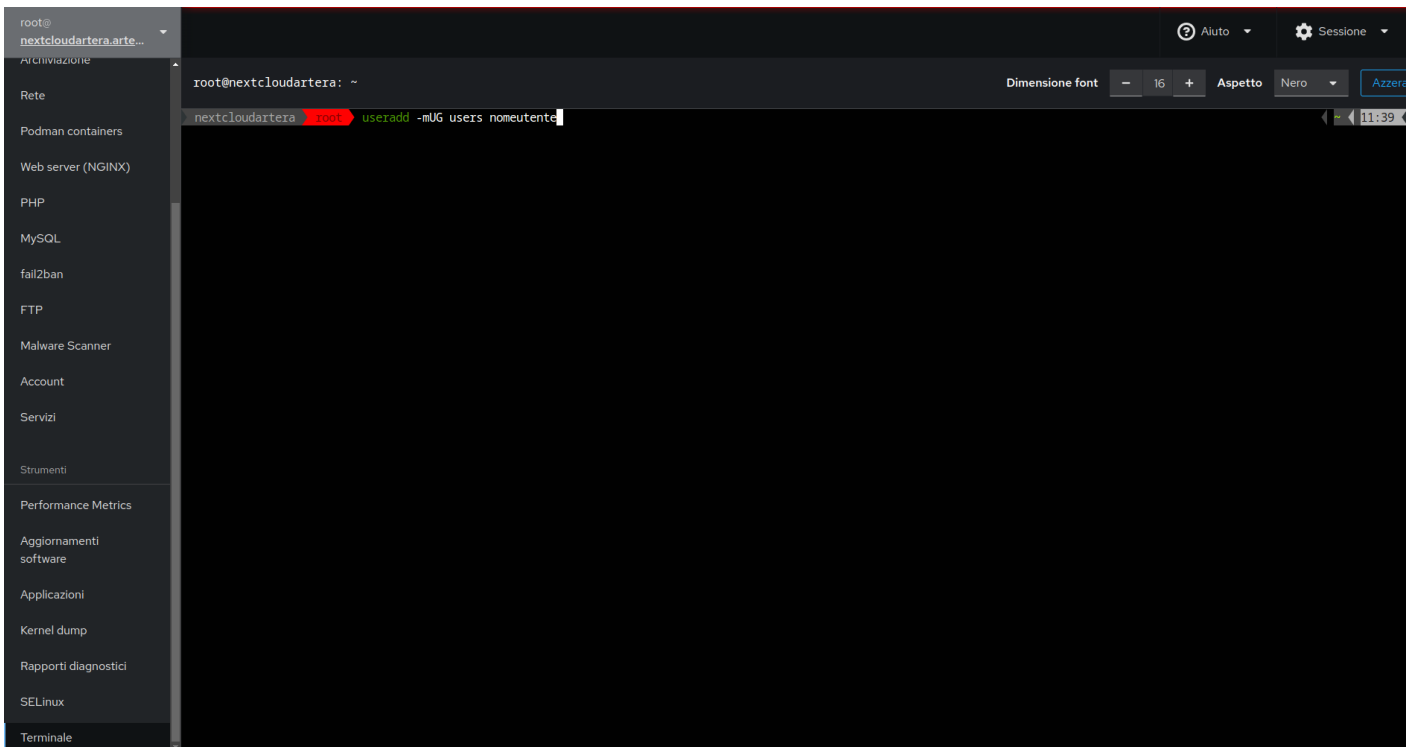 root@
nextcloudartera.arte...
Aiuto
Sessione
Archiviazione
root@nextcloudartera: ~
Dimensione font
−
16
+
Aspetto
Nero
Azzera
Rete
nextcloudartera root useradd -mUG users nomeutente
~ 11:39
Podman containers
Web server (NGINX)
PHP
MySQL
fail2ban
FTP
Malware Scanner
Account
Servizi
Strumenti
Performance Metrics
Aggiornamenti
software
Applicazioni
Kernel dump
Rapporti diagnostici
SELinux
Terminale